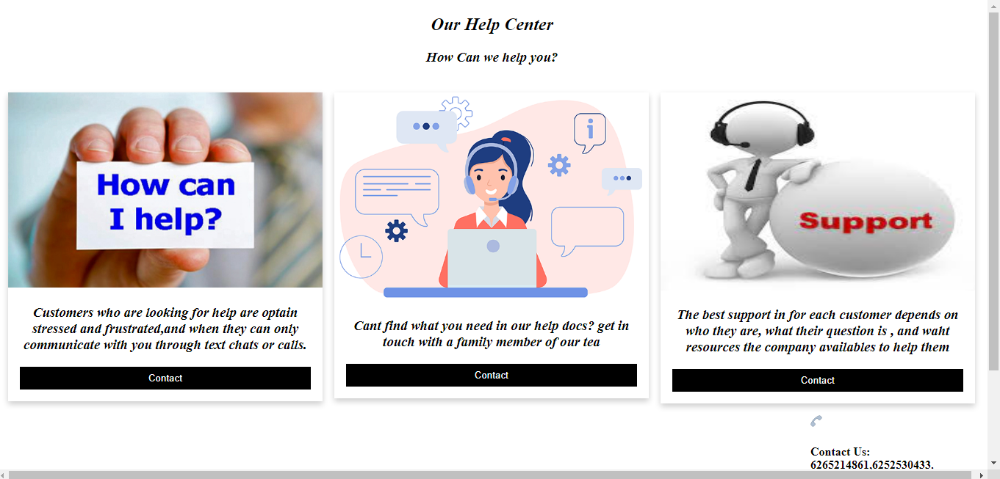 Our Help Center
How Can we help you?
How can
I help?
Support
Customers who are looking for help are optain
stressed and frustrated,and when they can only
communicate with you through text chats or calls.
Contact
Cant find what you need in our help docs? get in
touch with a family member of our tea
Contact
The best support in for each customer depends on
who they are, what their question is , and waht
resources the company availables to help them
Contact
Contact Us:
6265214861,6252530433,